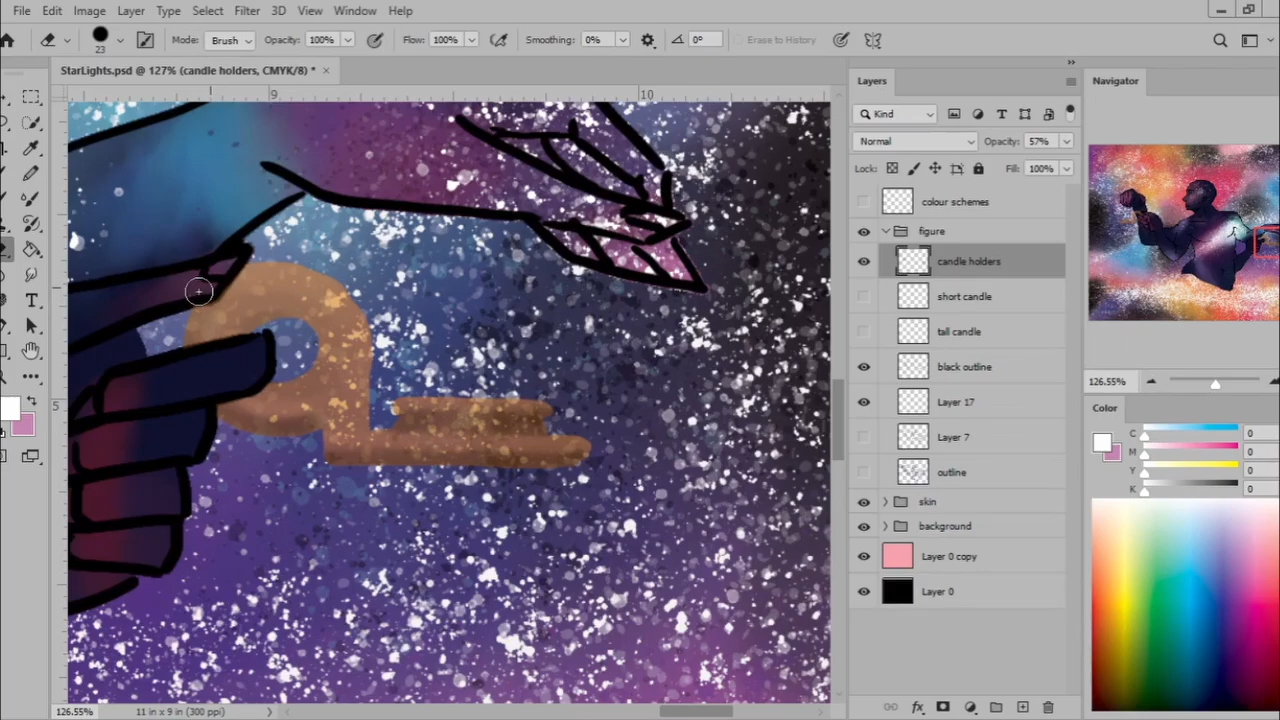 File Edit Image Layer Type Select Filter 3D View Window Help
23 Mode: Brush Opacity: 100% Flow: 100% Smoothing: 0% 0° Erase to History
StarLights.psd @ 127% (candle holders, CMYK/8) * ×
9 10
5
126.55% 11 in x 9 in (300 ppi)
Layers
Kind
Normal Opacity: 57%
Lock: Fill: 100%
colour schemes
figure
candle holders
short candle
tall candle
black outline
Layer 17
Layer 7
outline
skin
background
Layer 0 copy
Layer 0
fx
Navigator
126.55%
Color
C 0
M 0
Y 0
K 0